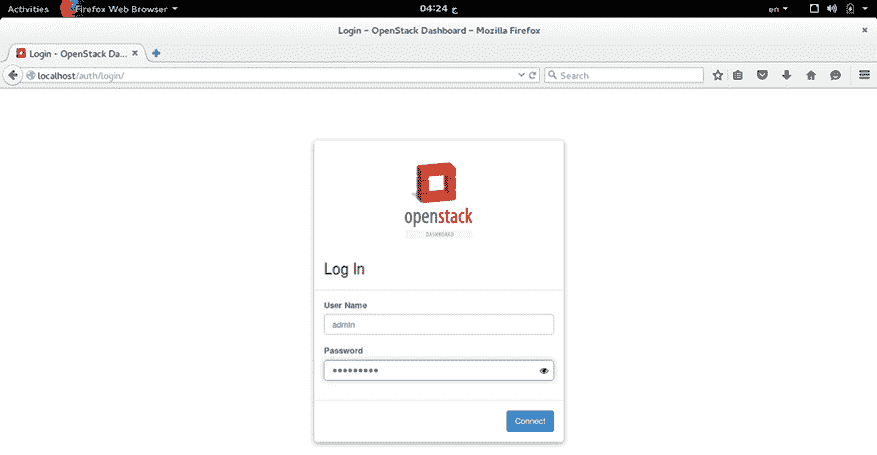 Activities Firefox Web Browser 04:24 ح en
Login - OpenStack Dashboard - Mozilla Firefox
Login - OpenStack Da...
localhost/auth/login/ Search
openstack
DASHBOARD
Log In
User Name
admin
Password
•••••••••
Connect